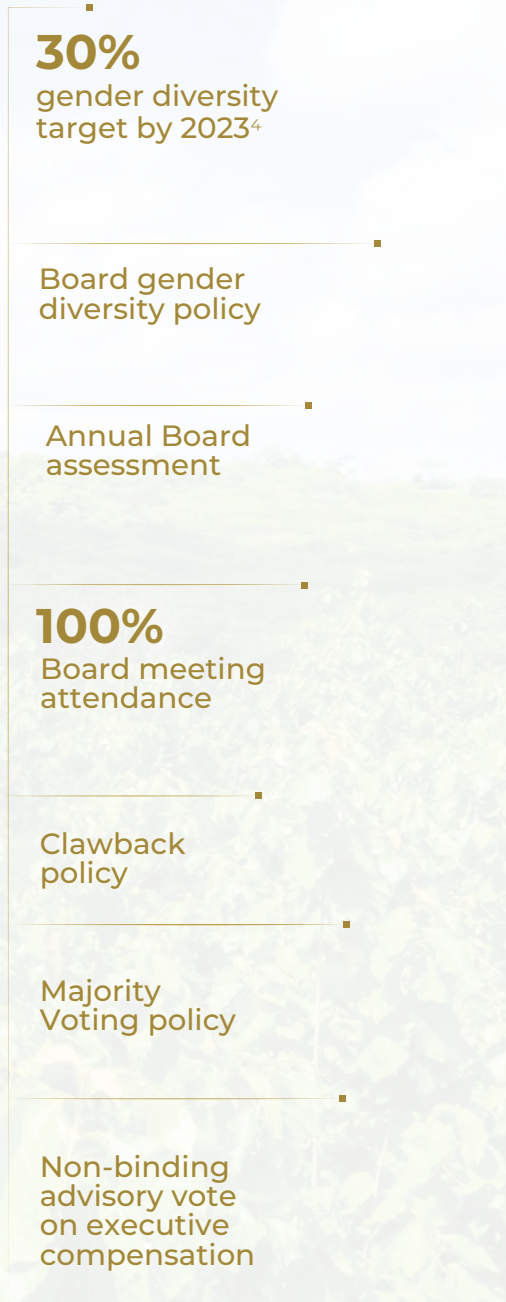 30%
gender diversity
target by 2023⁴
Board gender
diversity policy
Annual Board
assessment
100%
Board meeting
attendance
Clawback
policy
Majority
Voting policy
Non-binding
advisory vote
on executive
compensation